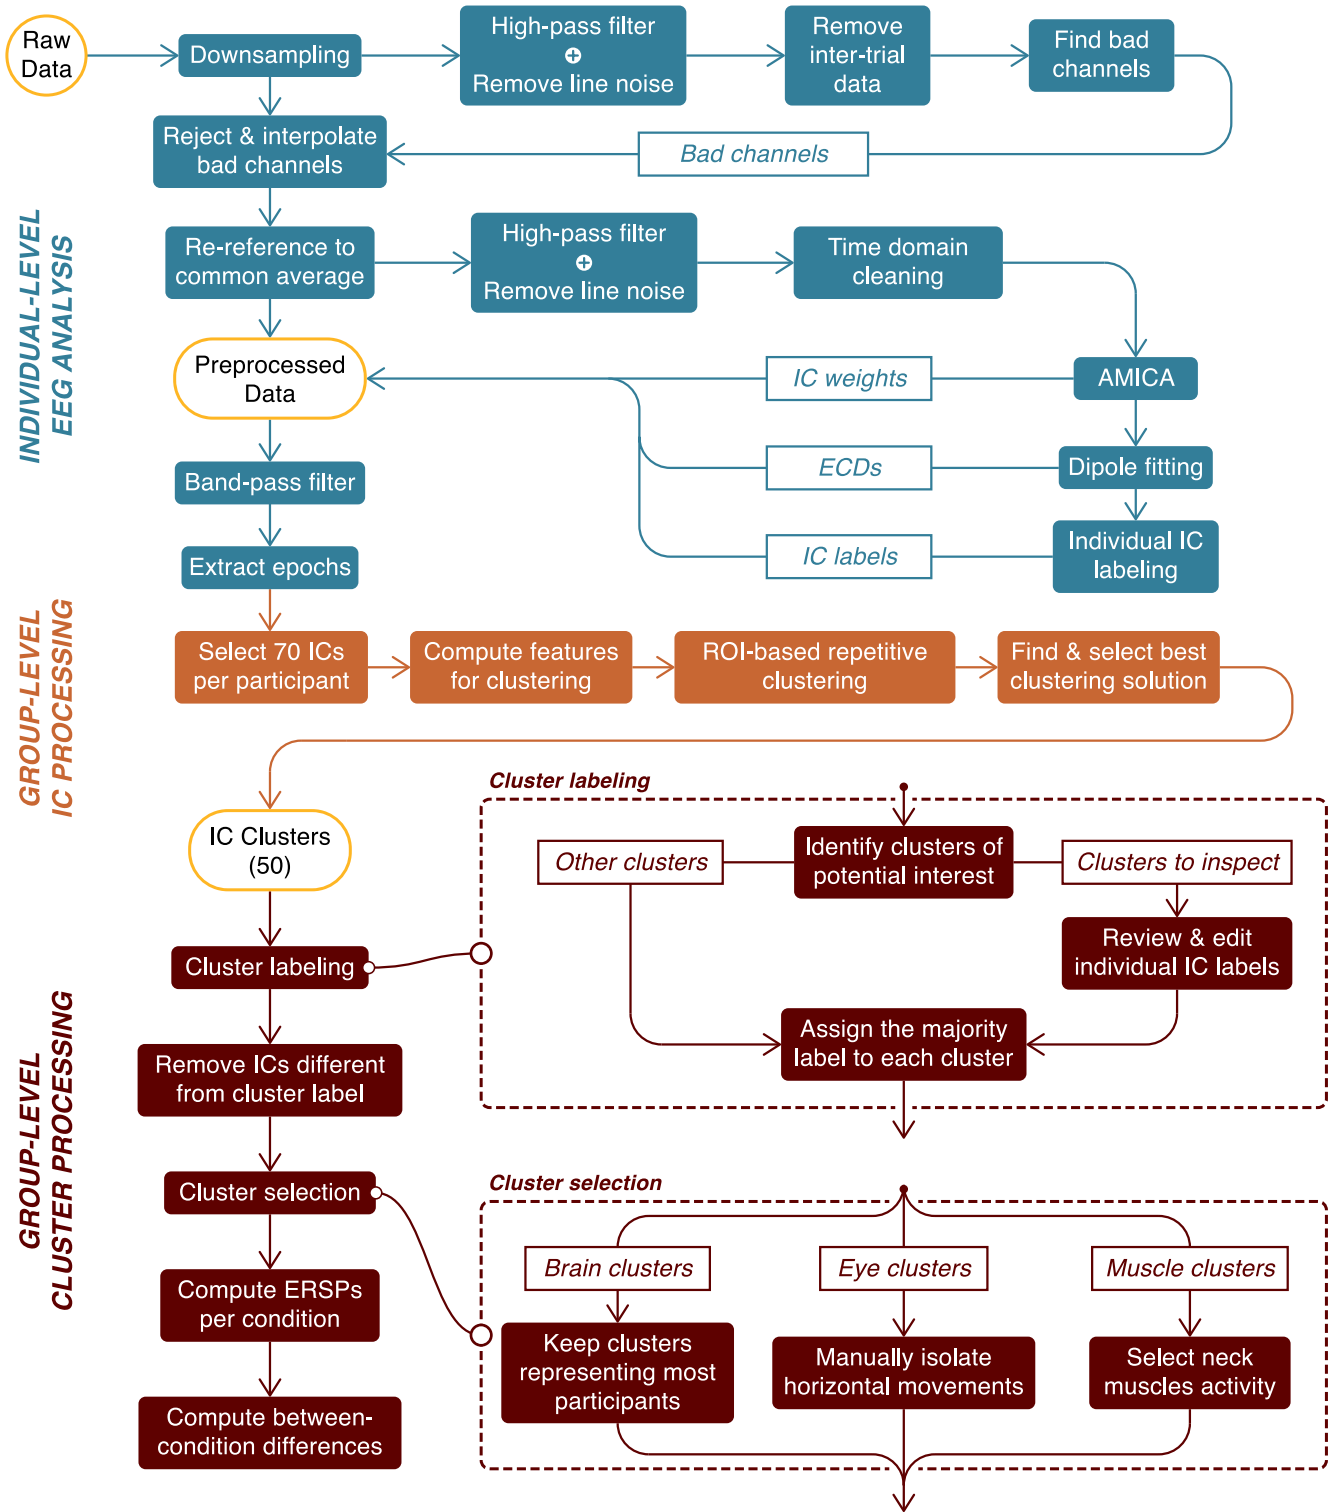 Raw
Data
Downsampling
High-pass filter
+
Remove line noise
Remove
inter-trial
data
Find bad
channels
Reject & interpolate
bad channels
Bad channels
INDIVIDUAL-LEVEL
EEG ANALYSIS
Re-reference to
common average
High-pass filter
+
Remove line noise
Time domain
cleaning
Preprocessed
Data
IC weights
AMICA
Band-pass filter
ECDs
Dipole fitting
Extract epochs
IC labels
Individual IC
labeling
GROUP-LEVEL
IC PROCESSING
Select 70 ICs
per participant
Compute features
for clustering
ROI-based repetitive
clustering
Find & select best
clustering solution
GROUP-LEVEL
CLUSTER PROCESSING
IC Clusters
(50)
Cluster labeling
Remove ICs different
from cluster label
Cluster selection
Compute ERSPs
per condition
Compute between-
condition differences
Cluster labeling
Identify clusters of
potential interest
Other clusters
Clusters to inspect
Review & edit
individual IC labels
Assign the majority
label to each cluster
Cluster selection
Brain clusters
Eye clusters
Muscle clusters
Keep clusters
representing most
participants
Manually isolate
horizontal movements
Select neck
muscles activity